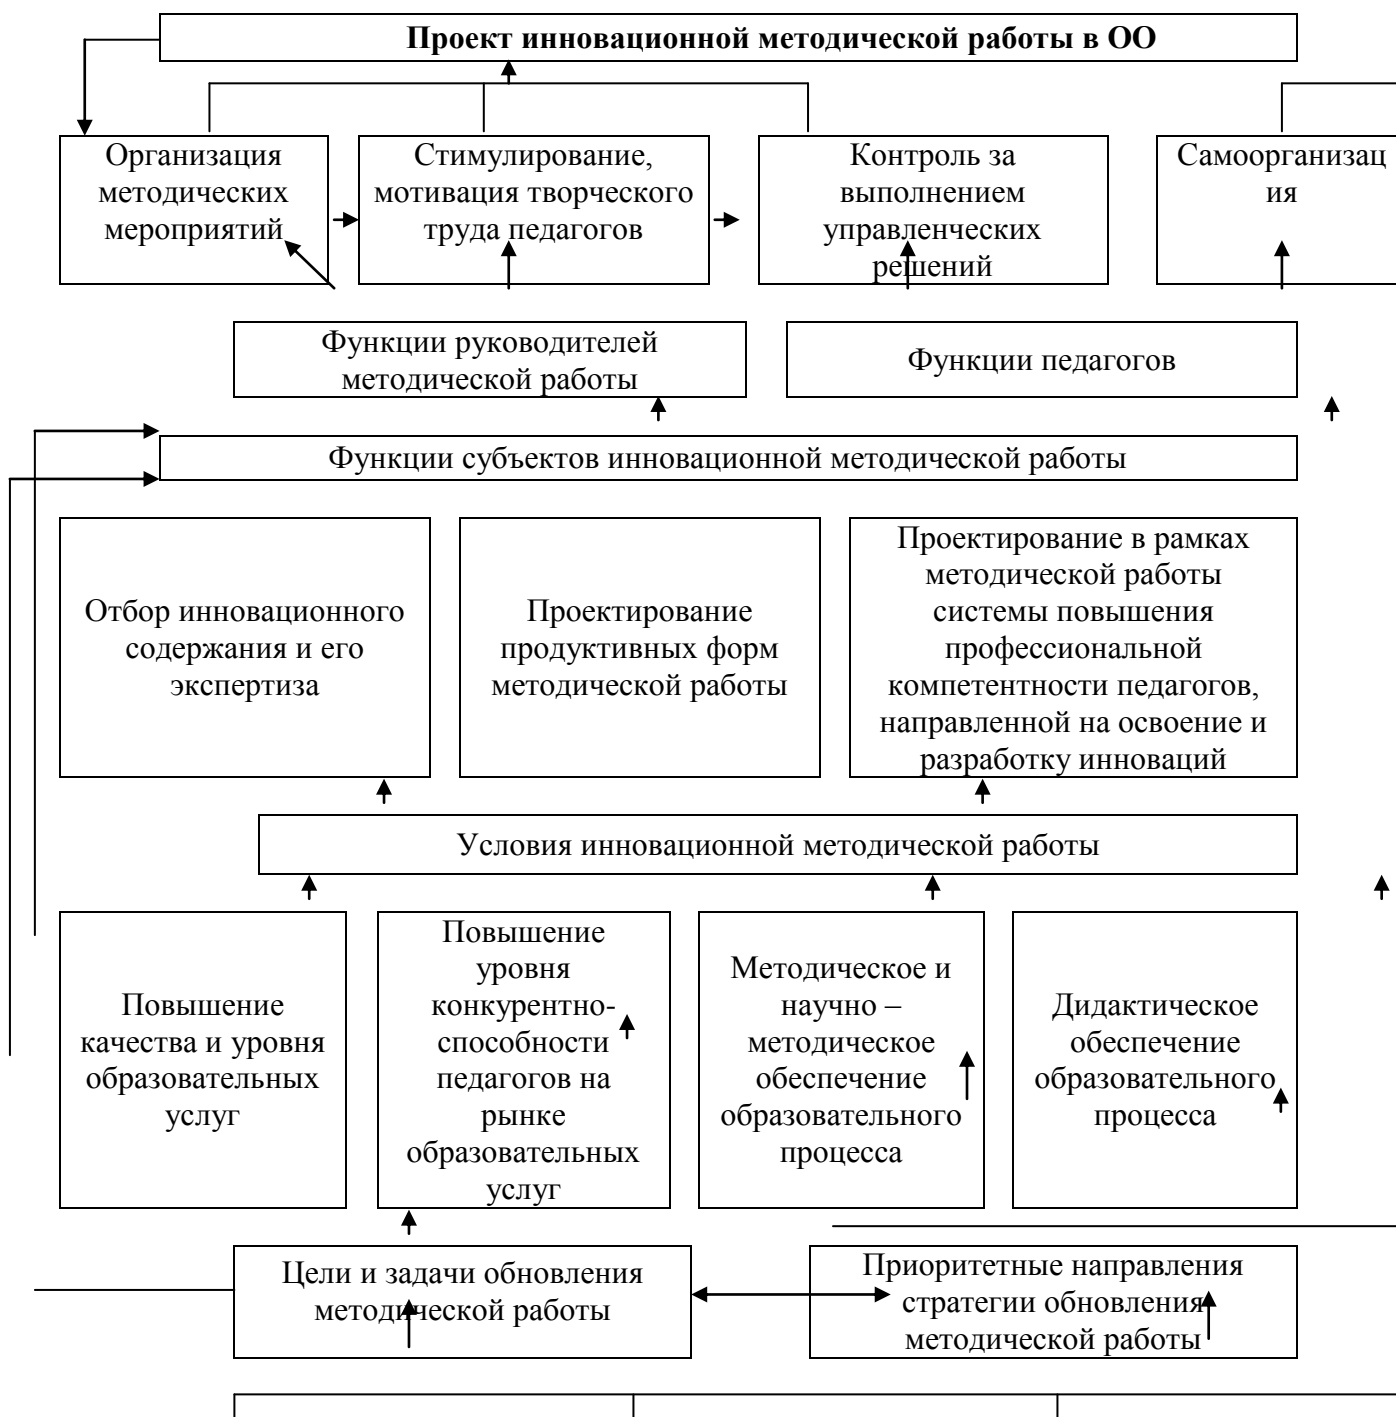 Проект инновационной методической работы в ОО
Организация
методических
мероприятий
Стимулирование,
мотивация творческого
труда педагогов
Контроль за
выполнением
управленческих
решений
Самоорганизац
ия
Функции руководителей
методической работы
Функции педагогов
Функции субъектов инновационной методической работы
Отбор инновационного
содержания и его
экспертиза
Проектирование
продуктивных форм
методической работы
Проектирование в рамках
методической работы
системы повышения
профессиональной
компетентности педагогов,
направленной на освоение и
разработку инноваций
Условия инновационной методической работы
Повышение
качества и уровня
образовательных
услуг
Повышение
уровня
конкурентно-
способности
педагогов на
рынке
образовательных
услуг
Методическое и
научно –
методическое
обеспечение
образовательного
процесса
Дидактическое
обеспечение
образовательного
процесса
Цели и задачи обновления
методической работы
Приоритетные направления
стратегии обновления
методической работы